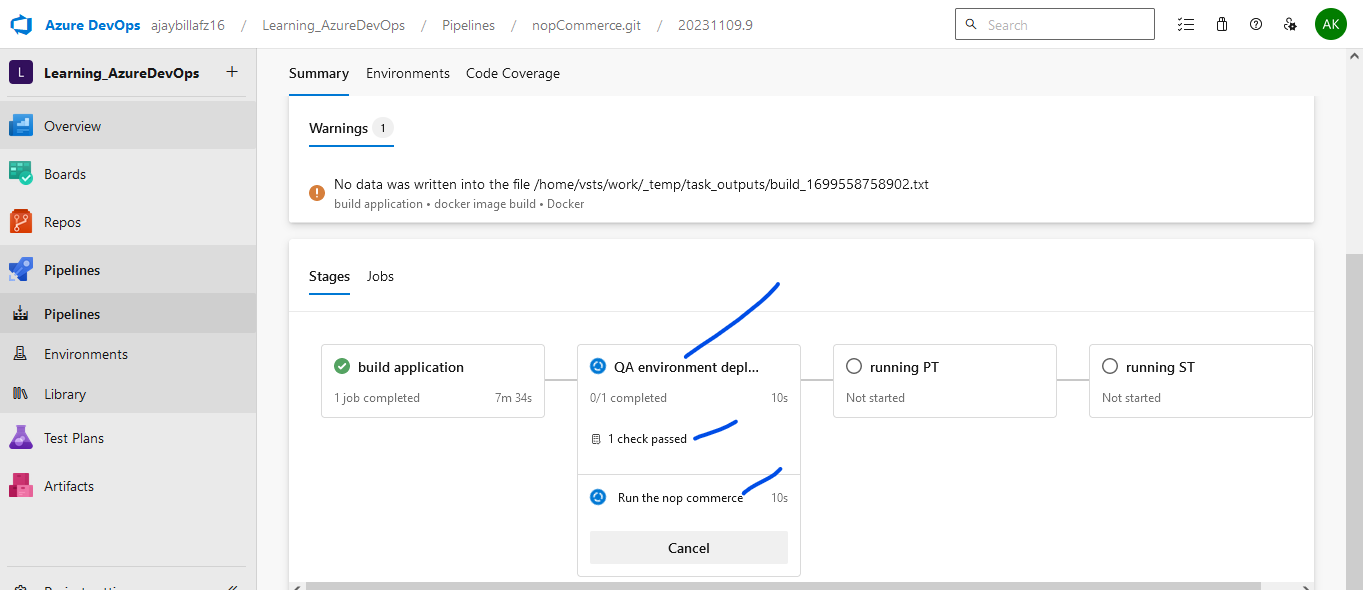 Azure DevOps ajaybillafz16 / Learning_AzureDevOps / Pipelines / nopCommerce.git / 20231109.9
Search
AK
L Learning_AzureDevOps +
Overview
Boards
Repos
Pipelines
Pipelines
Environments
Library
Test Plans
Artifacts
Summary Environments Code Coverage
Warnings 1
No data was written into the file /home/vsts/work/_temp/task_outputs/build_1699558758902.txt
build application • docker image build • Docker
Stages Jobs
build application
1 job completed 7m 34s
QA environment depl...
0/1 completed 10s
1 check passed
Run the nop commerce 10s
Cancel
running PT
Not started
running ST
Not started